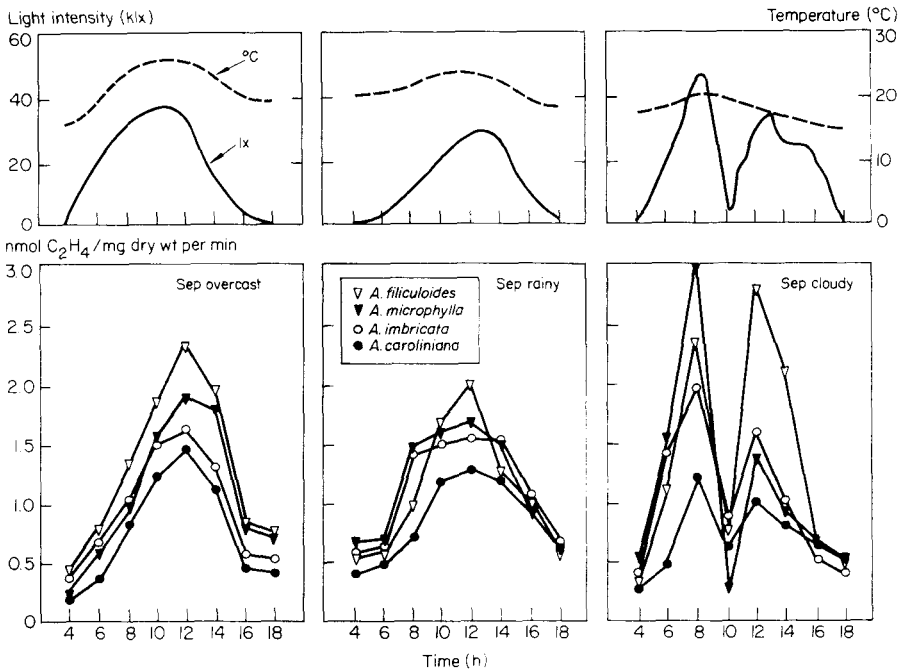 Light intensity (klx)
Temperature (°C)
60
40
20
0
°C
lx
30
20
10
0
nmol C₂H₄/mg dry wt per min
3.0
2.5
2.0
1.5
1.0
0.5
0
Sep overcast
Sep rainy
Sep cloudy
A. filiculoides
A. microphylla
A. imbricata
A. caroliniana
4 6 8 10 12 14 16 18
4 6 8 10 12 14 16 18
4 6 8 10 12 14 16 18
Time (h)